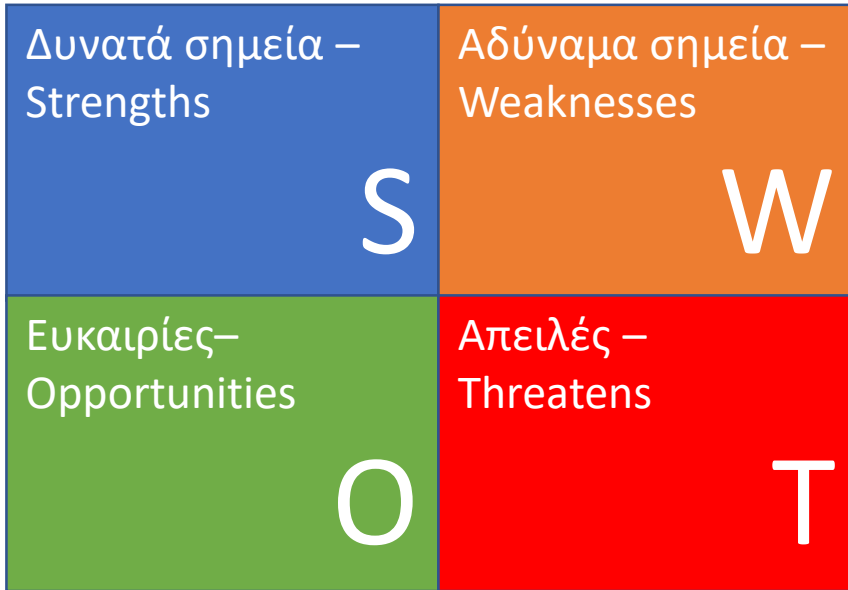 Δυνατά σημεία –
Strengths
S
Αδύναμα σημεία –
Weaknesses
W
Ευκαιρίες–
Opportunities
O
Απειλές –
Threatens
T